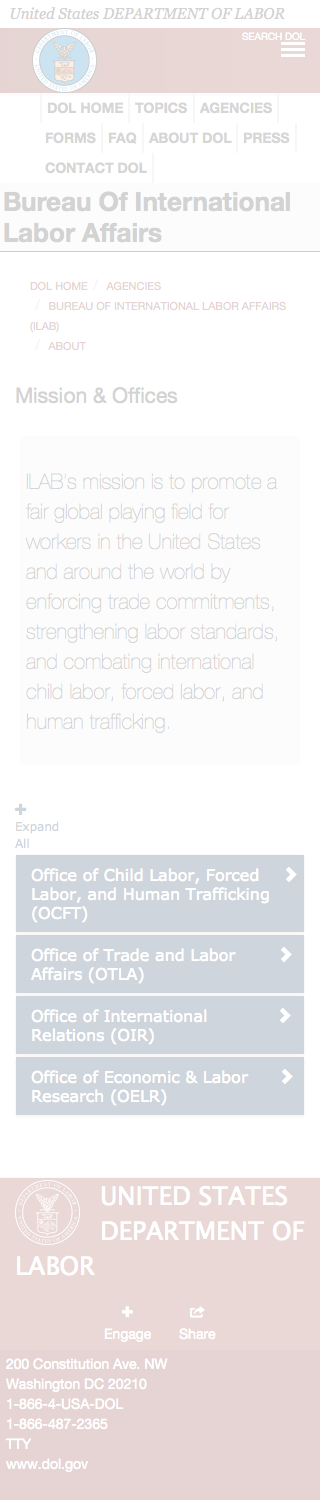 United States DEPARTMENT OF LABOR
SEARCH DOL
DOL HOME TOPICS AGENCIES
FORMS FAQ ABOUT DOL PRESS
CONTACT DOL
Bureau Of International
Labor Affairs
DOL HOME / AGENCIES
/ BUREAU OF INTERNATIONAL LABOR AFFAIRS
(ILAB)
/ ABOUT
Mission & Offices
ILAB's mission is to promote a
fair global playing field for
workers in the United States
and around the world by
enforcing trade commitments,
strengthening labor standards,
and combating international
child labor, forced labor, and
human trafficking.
Expand
All
Office of Child Labor, Forced
Labor, and Human Trafficking
(OCFT)
Office of Trade and Labor
Affairs (OTLA)
Office of International
Relations (OIR)
Office of Economic & Labor
Research (OELR)
UNITED STATES
DEPARTMENT OF
LABOR
Engage Share
200 Constitution Ave. NW
Washington DC 20210
1-866-4-USA-DOL
1-866-487-2365
TTY
www.dol.gov